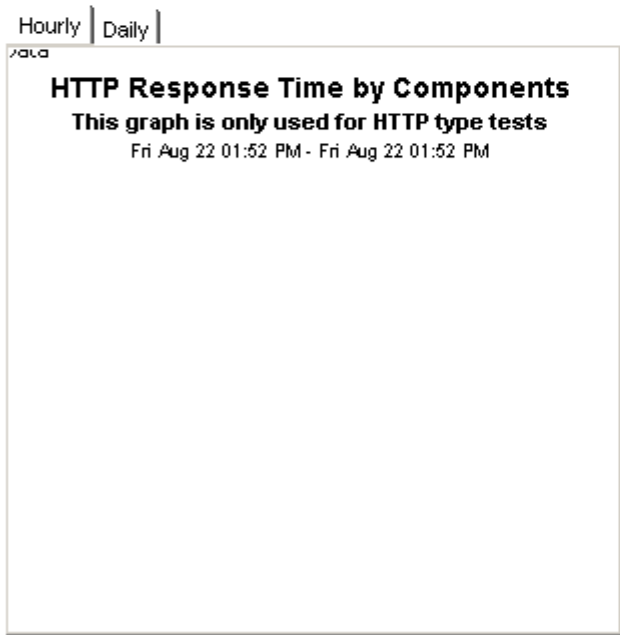 Hourly Daily
HTTP Response Time by Components
This graph is only used for HTTP type tests
Fri Aug 22 01:52 PM - Fri Aug 22 01:52 PM